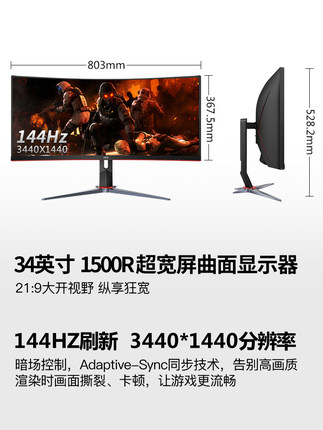 803mm
367.5mm
528.2mm
144Hz
3440X1440
34英寸 1500R超宽屏曲面显示器
21:9大开视野 纵享狂宽
144HZ刷新 3440*1440分辨率
暗场控制，Adaptive-Sync同步技术，告别高画质
渲染时画面撕裂、卡顿，让游戏更流畅